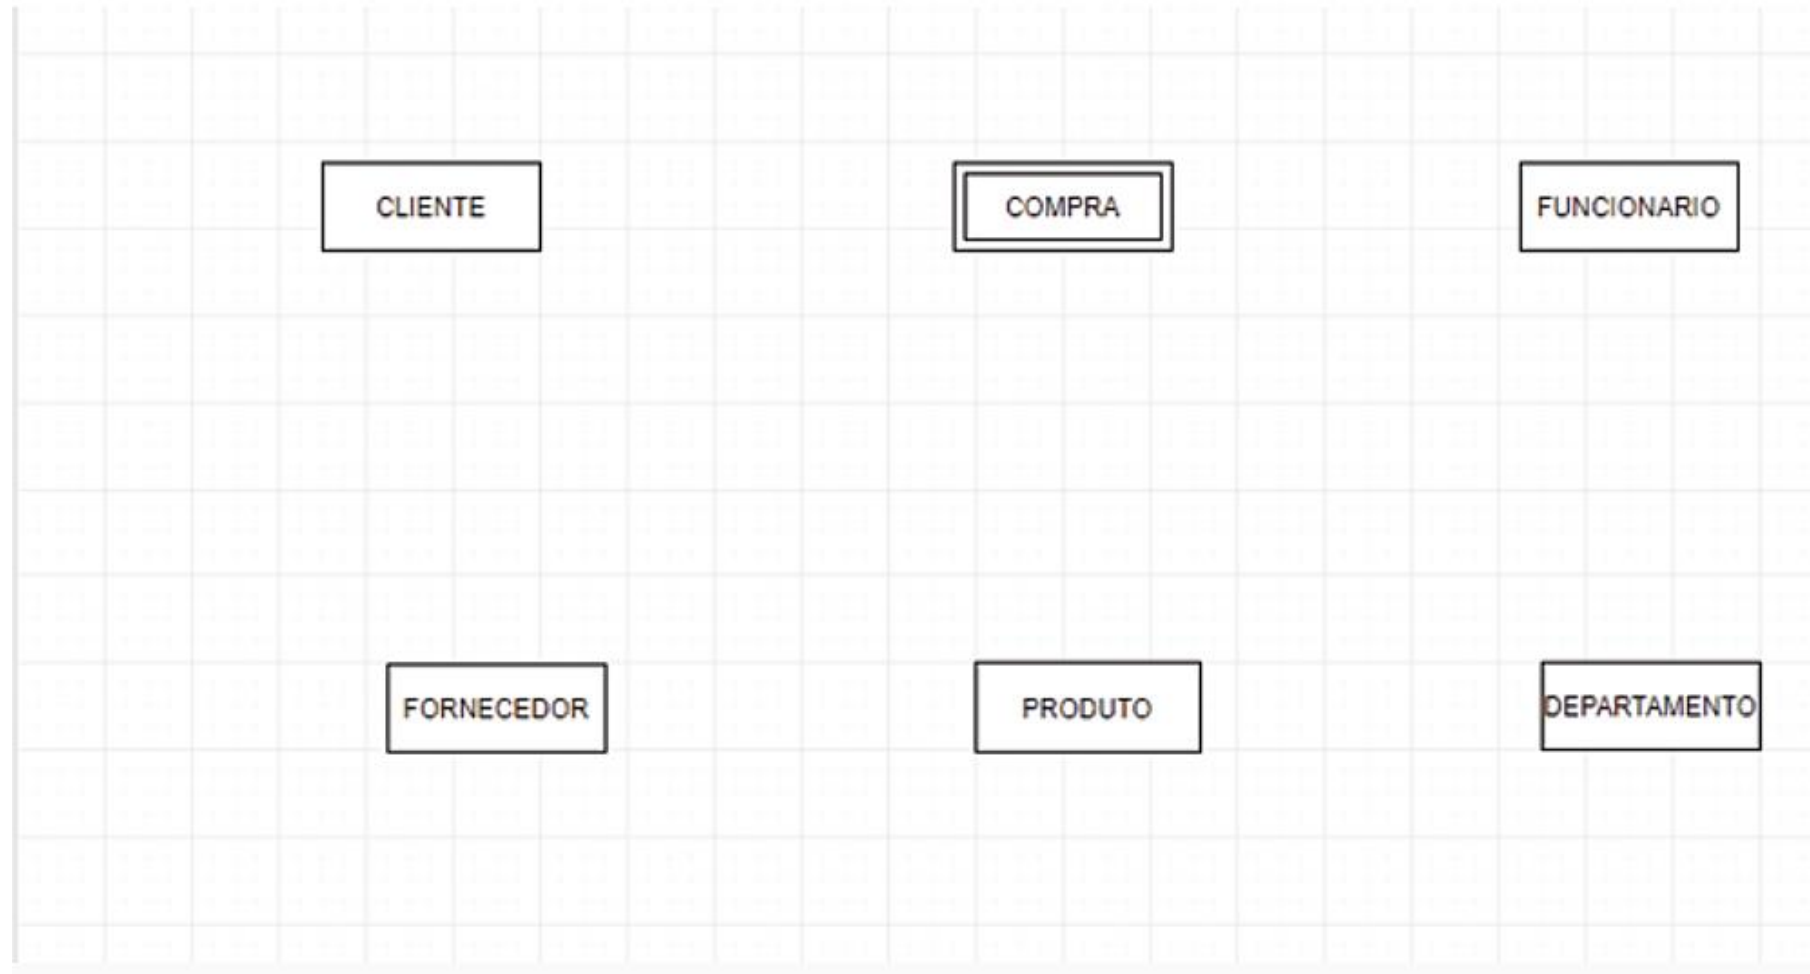 CLIENTE
COMPRA
FUNCIONARIO
FORNECEDOR
PRODUTO
DEPARTAMENTO